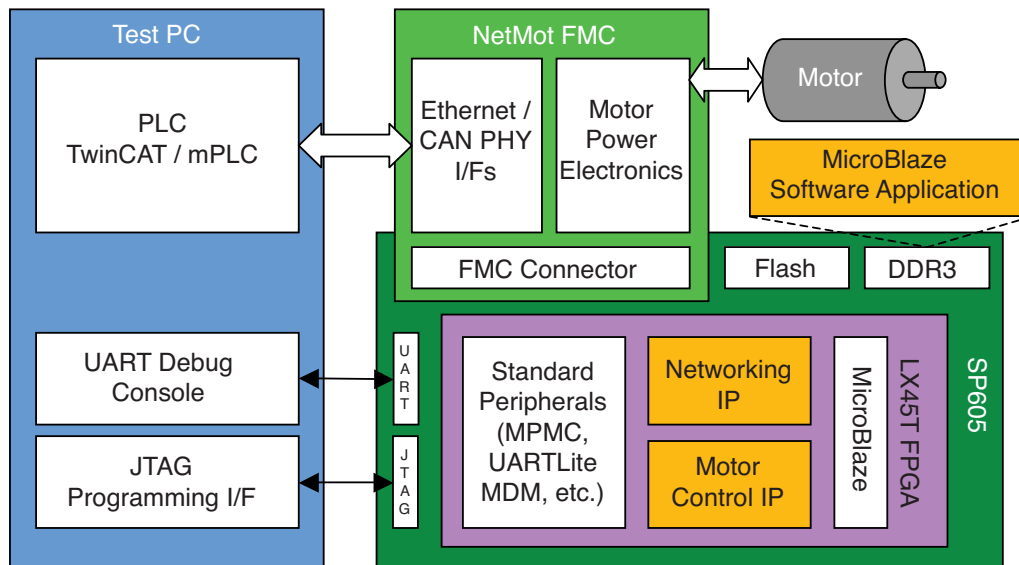 Test PC
PLC
TwinCAT / mPLC
UART Debug
Console
JTAG
Programming I/F
NetMot FMC
Ethernet /
CAN PHY
I/Fs
Motor
Power
Electronics
FMC Connector
Motor
MicroBlaze
Software Application
Flash
DDR3
UART
JTAG
Standard
Peripherals
(MPMC,
UARTLite
MDM, etc.)
Networking
IP
Motor
Control IP
MicroBlaze
LX45T FPGA
SP605